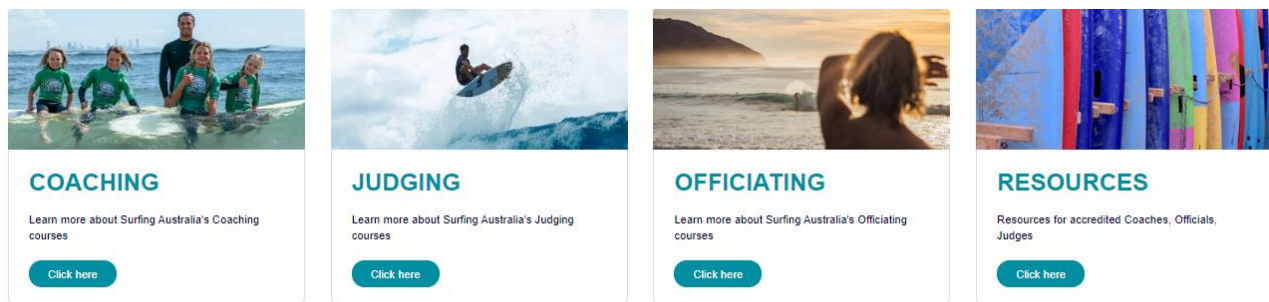 COACHING
Learn more about Surfing Australia's Coaching
courses
Click here
JUDGING
Learn more about Surfing Australia's Judging
courses
Click here
OFFICIATING
Learn more about Surfing Australia's Officiating
courses
Click here
RESOURCES
Resources for accredited Coaches, Officials,
Judges
Click here